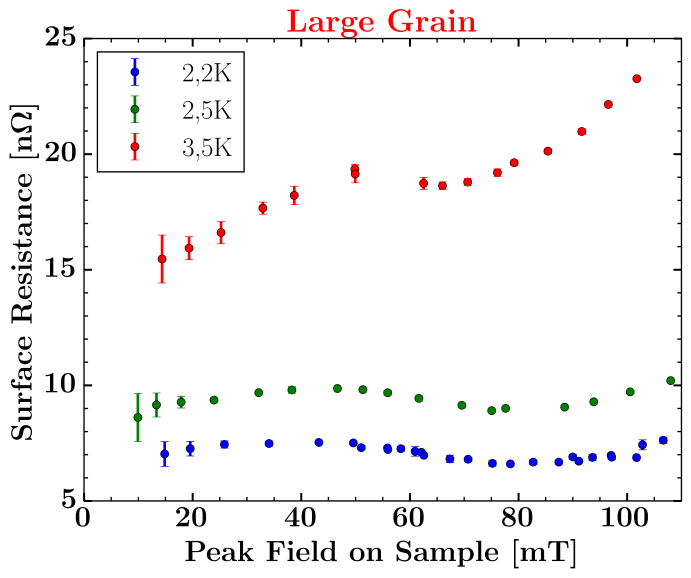 Large Grain
25
20
15
10
5
Surface Resistance [nΩ]
2,2K
2,5K
3,5K
0 20 40 60 80 100
Peak Field on Sample [mT]